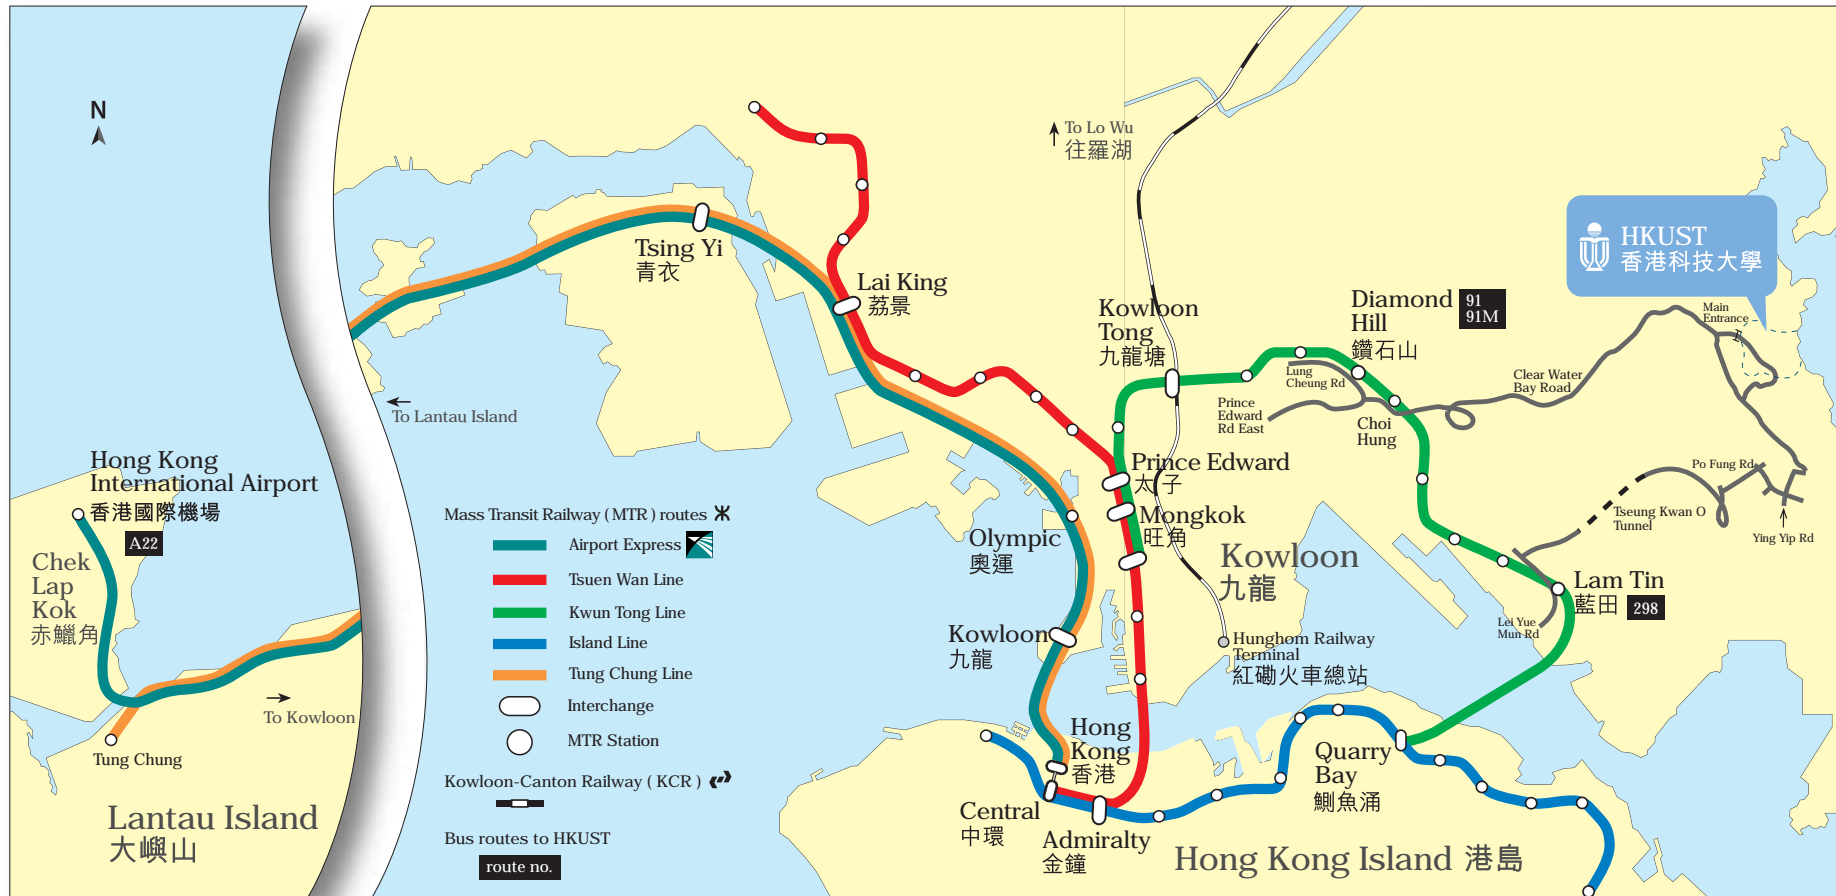 N
To Lo Wu
往羅湖
HKUST
香港科技大學
Tsing Yi
青衣
Lai King
荔景
Kowloon
Tong
九龍塘
Diamond
Hill
鑽石山
91
91M
Main
Entrance
Lung
Cheung Rd
Clear Water
Bay Road
Prince
Edward
Rd East
Choi
Hung
To Lantau Island
Hong Kong
International Airport
香港國際機場
A22
Chek
Lap
Kok
赤鱲角
Prince Edward
太子
Mongkok
旺角
Po Fung Rd
Tseung Kwan O
Tunnel
Ying Yip Rd
Mass Transit Railway ( MTR ) routes
Airport Express
Tsuen Wan Line
Kwun Tong Line
Island Line
Tung Chung Line
Interchange
MTR Station
Kowloon-Canton Railway ( KCR )
Bus routes to HKUST
route no.
Olympic
奧運
Kowloon
九龍
Kowloon
九龍
Lam Tin
藍田
298
Lei Yue
Mun Rd
Hunghom Railway
Terminal
紅磡火車總站
To Kowloon
Tung Chung
Lantau Island
大嶼山
Hong
Kong
香港
Quarry
Bay
鰂魚涌
Central
中環
Admiralty
金鐘
Hong Kong Island 港島